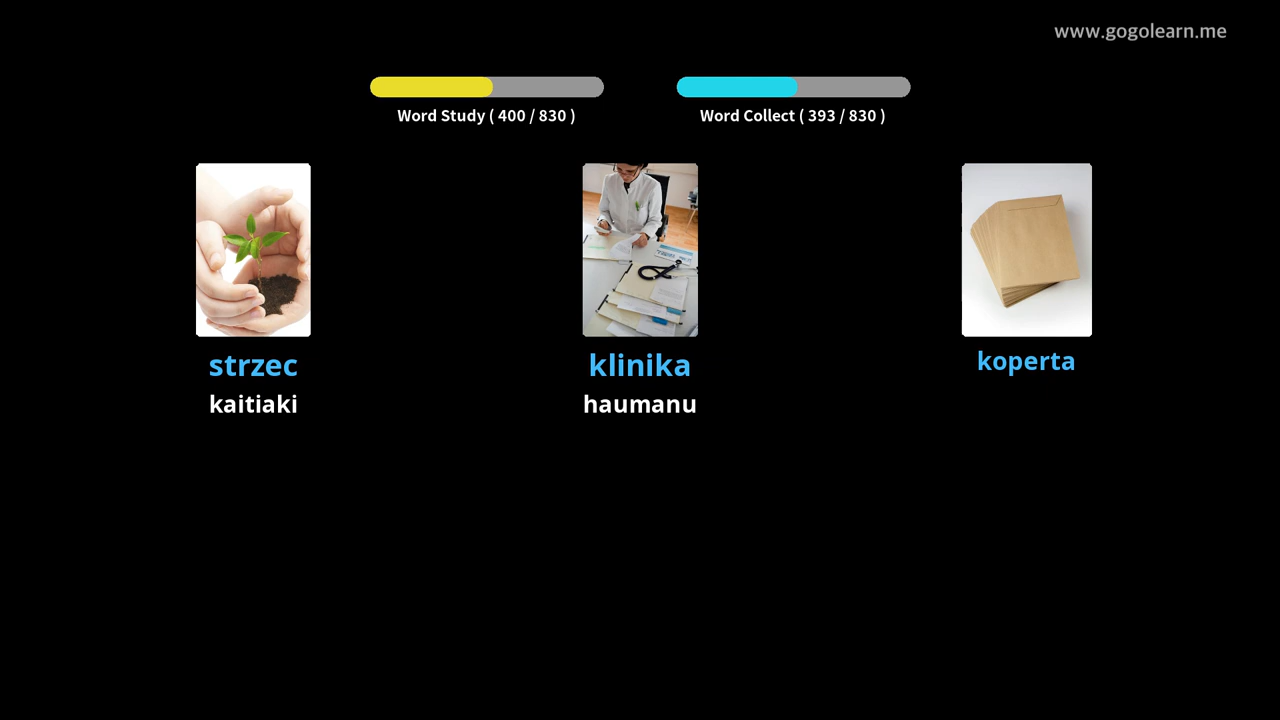 www.gogolearn.me
Word Study ( 400 / 830 )
Word Collect ( 393 / 830 )
strzec
kaitiaki
klinika
haumanu
koperta